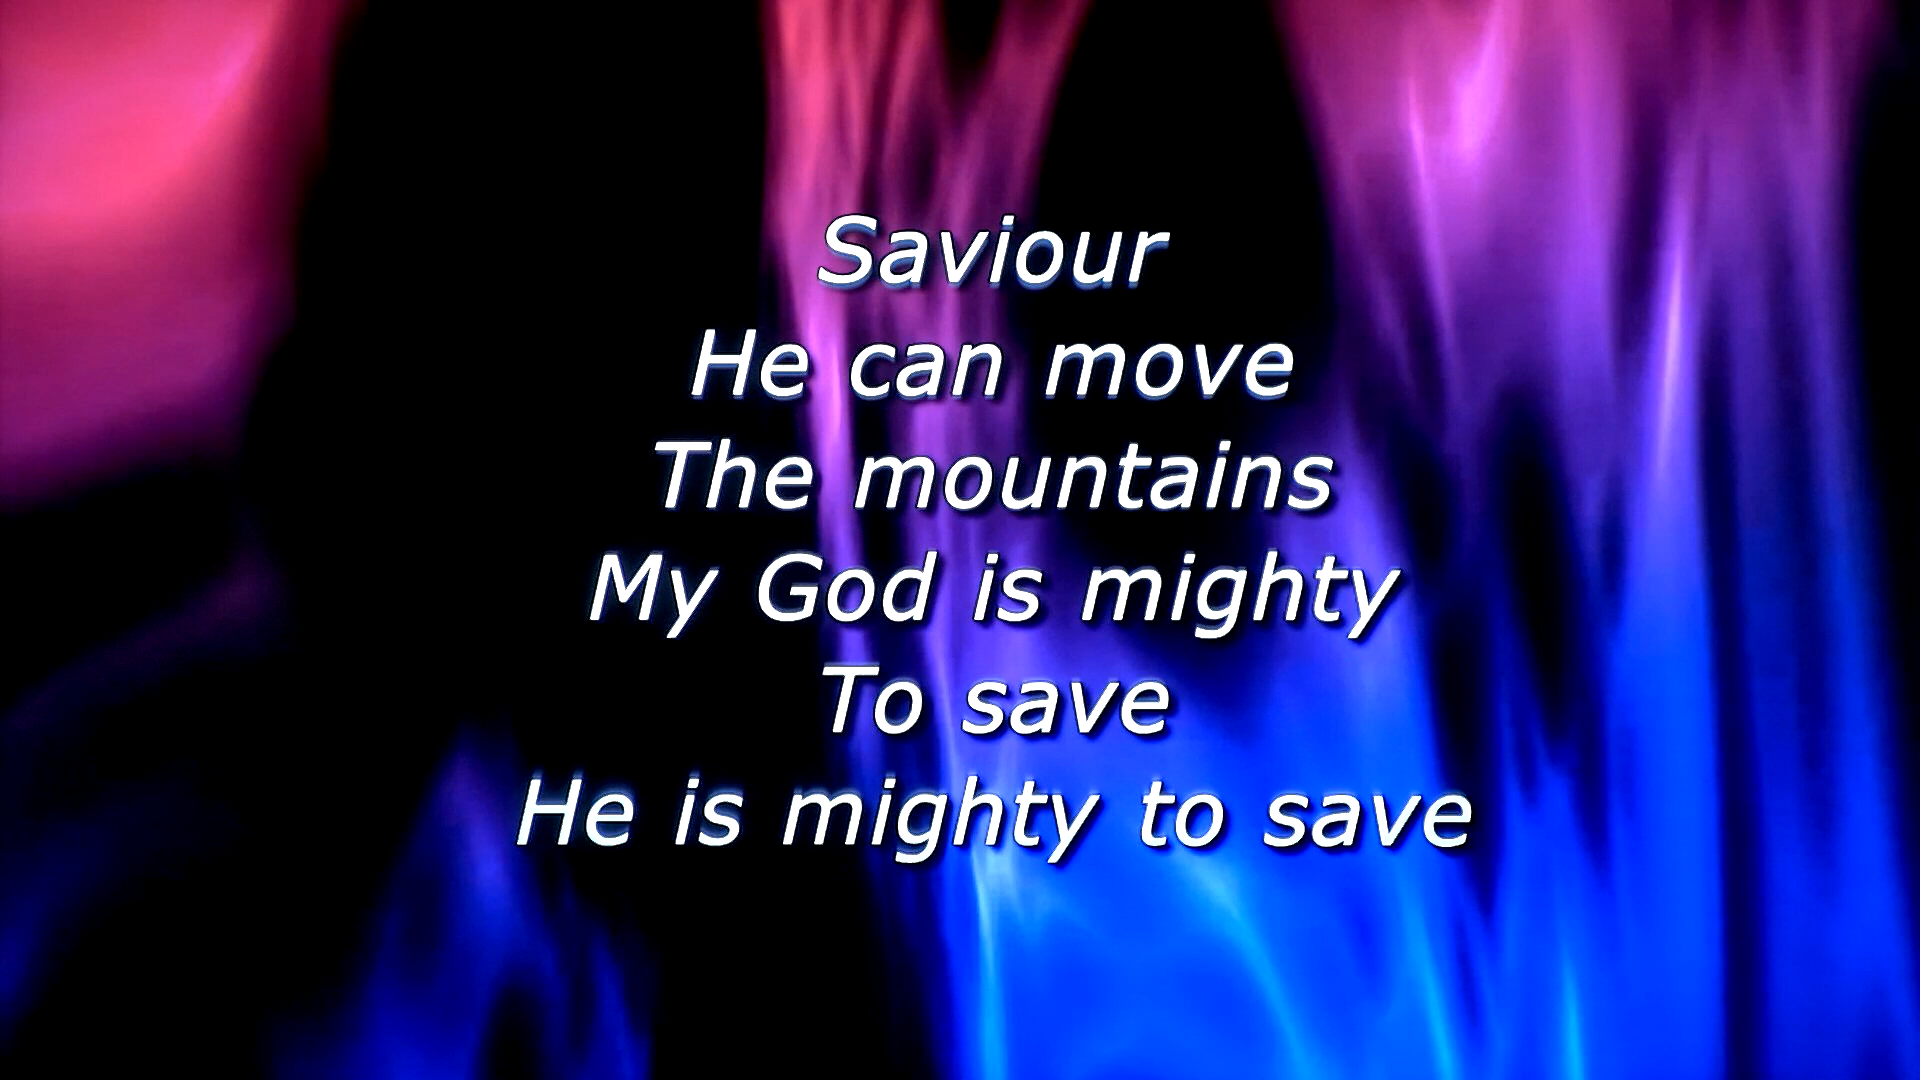 Saviour
He can move
The mountains
My God is mighty
To save
He is mighty to save